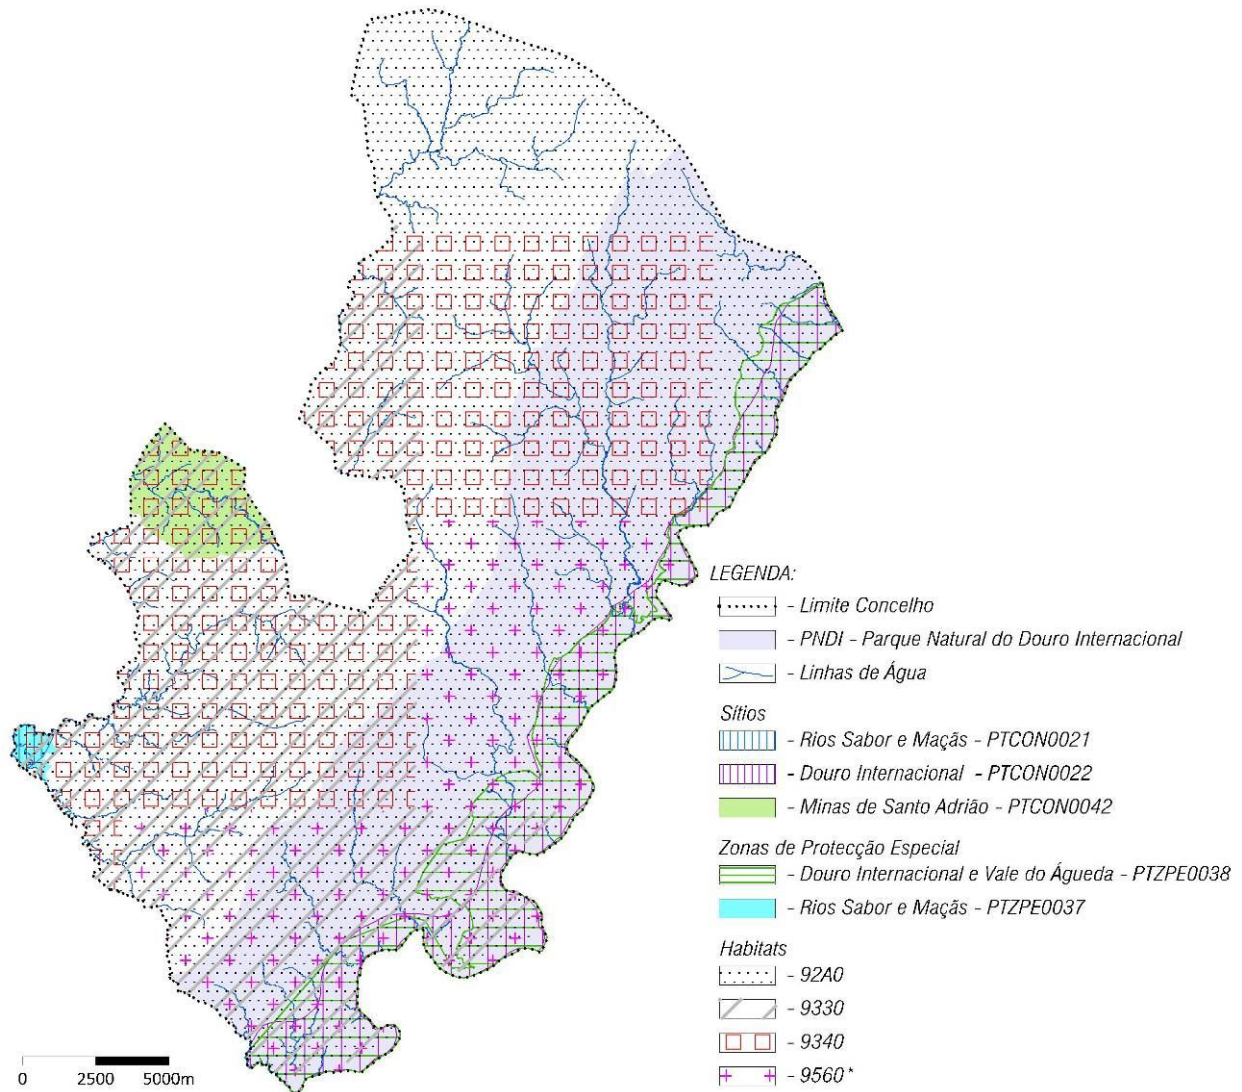 LEGENDA:
- Limite Concelho
- PNDI - Parque Natural do Douro Internacional
- Linhas de Água
Sítios
- Rios Sabor e Maçãs - PTCON0021
- Douro Internacional - PTCON0022
- Minas de Santo Adrião - PTCON0042
Zonas de Protecção Especial
- Douro Internacional e Vale do Águeda - PTZPE0038
- Rios Sabor e Maçãs - PTZPE0037
Habitats
- 92A0
- 9330
- 9340
- 9560*
0 2500 5000m